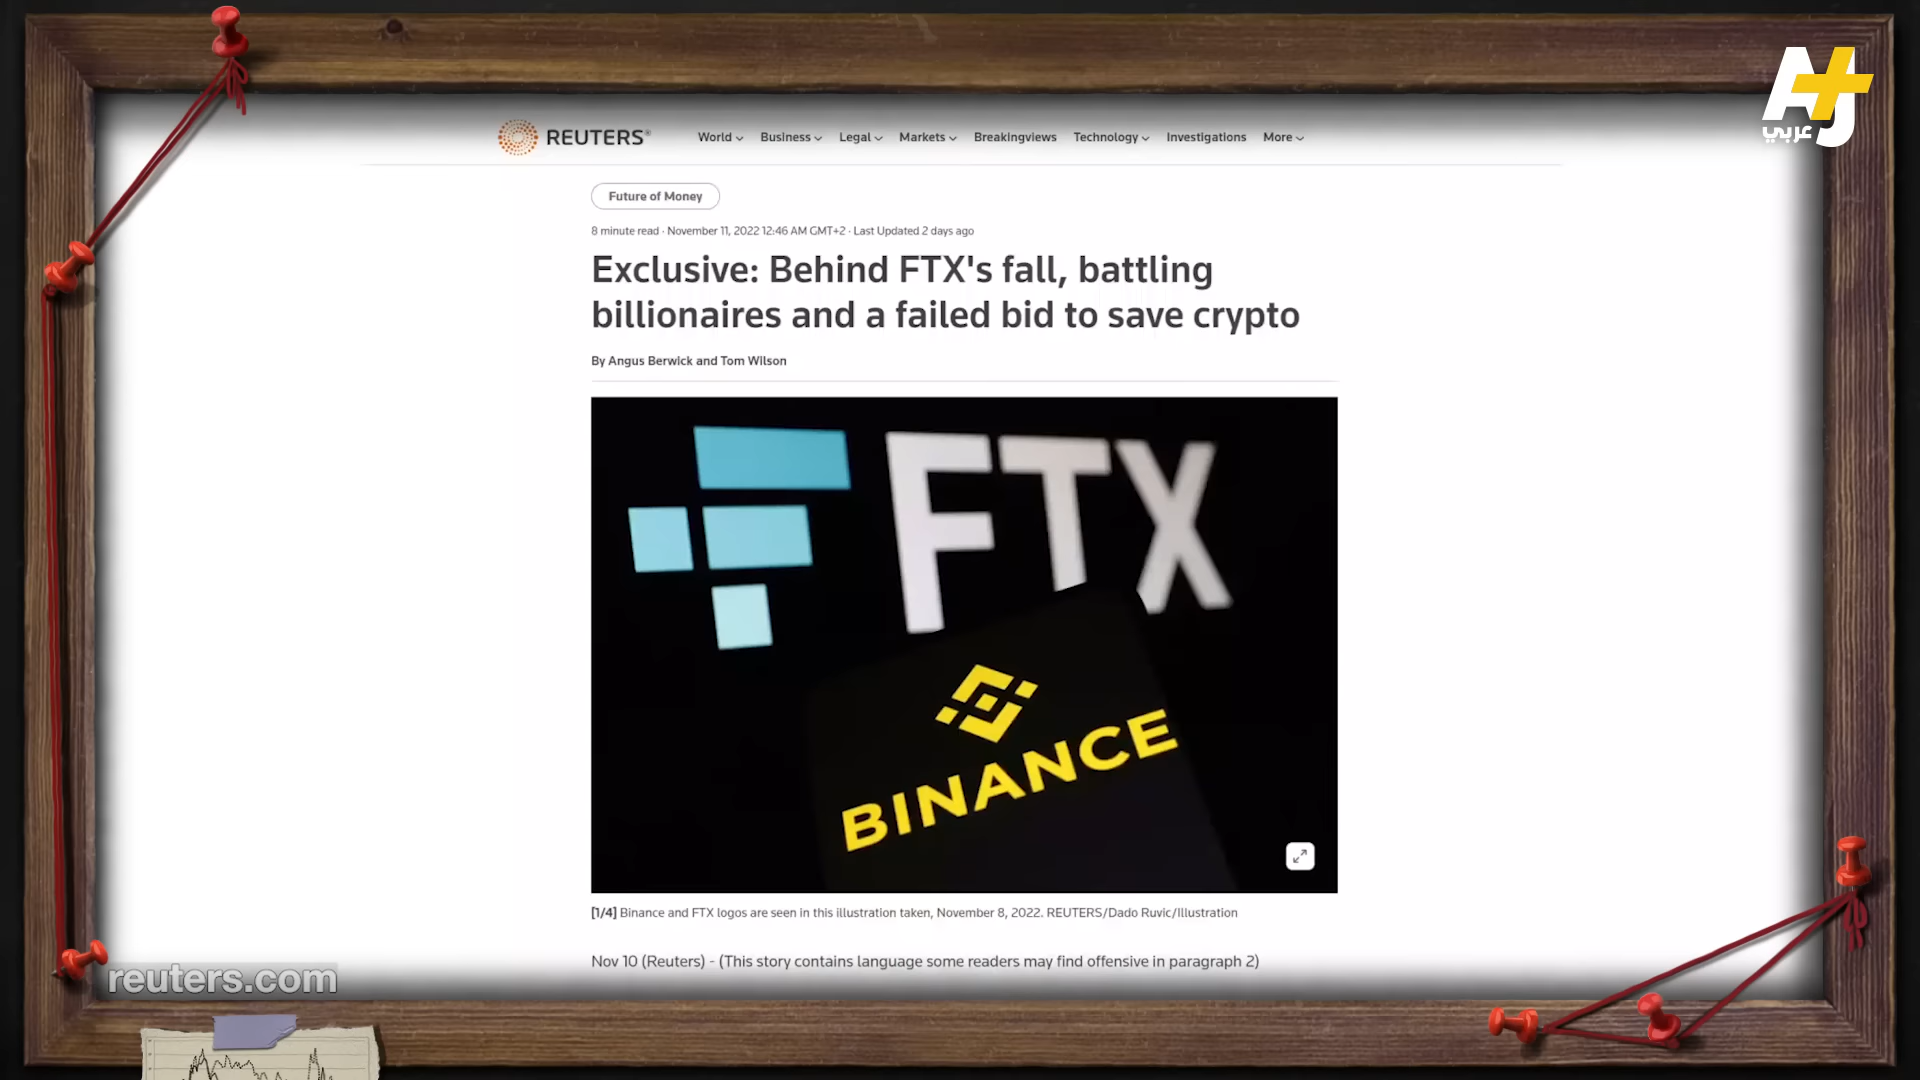 AJ+
عربي
REUTERS®
World Business Legal Markets Breakingviews Technology Investigations More
Future of Money
8 minute read · November 11, 2022 12:46 AM GMT+2 · Last Updated 2 days ago
Exclusive: Behind FTX's fall, battling
billionaires and a failed bid to save crypto
By Angus Berwick and Tom Wilson
FTX
BINANCE
[1/4] Binance and FTX logos are seen in this illustration taken, November 8, 2022. REUTERS/Dado Ruvic/Illustration
Nov 10 (Reuters) - (This story contains language some readers may find offensive in paragraph 2)
reuters.com